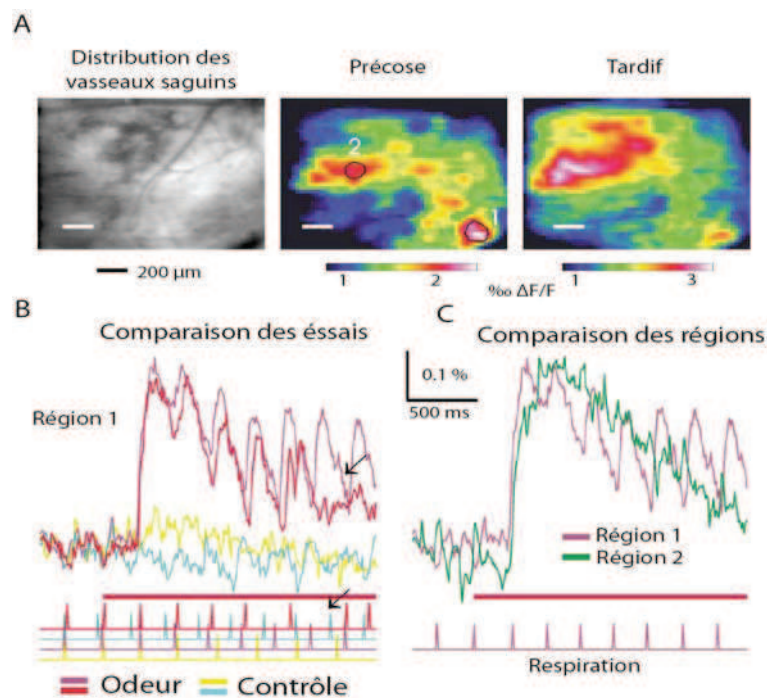 A
Distribution des
vasseaux saguins
Précose
Tardif
2
1
200 µm
1 2
‰ ΔF/F
1 3
B
Comparaison des éssais
C
Comparaison des régions
0.1 %
500 ms
Région 1
Région 1
Région 2
Respiration
Odeur Contrôle